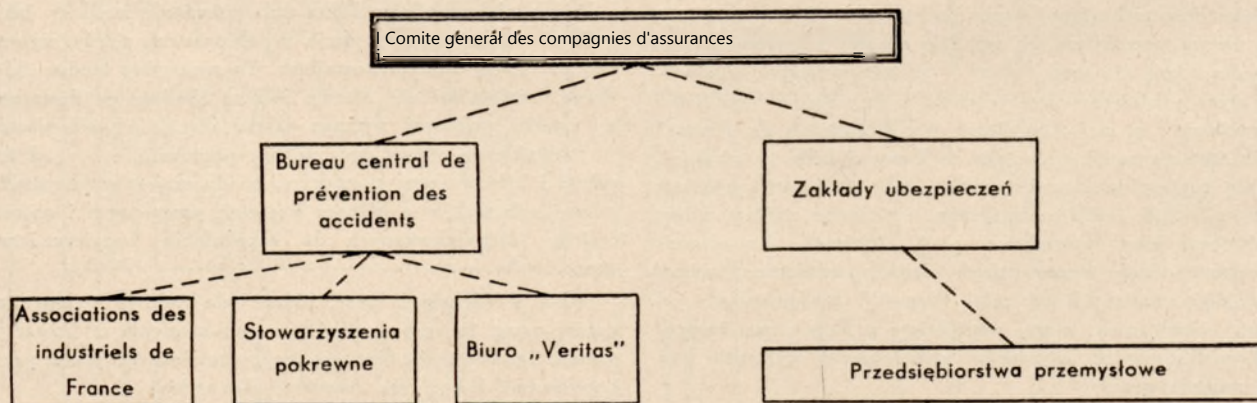 Comite gènerał des compagnies d'assurances
Bureau central de
prévention des
accidents
Zakłady ubezpieczeń
Associations des
industriels de
France
Stowarzyszenia
pokrewne
Biuro „Veritas"
Przedsiębiorstwa przemysłowe